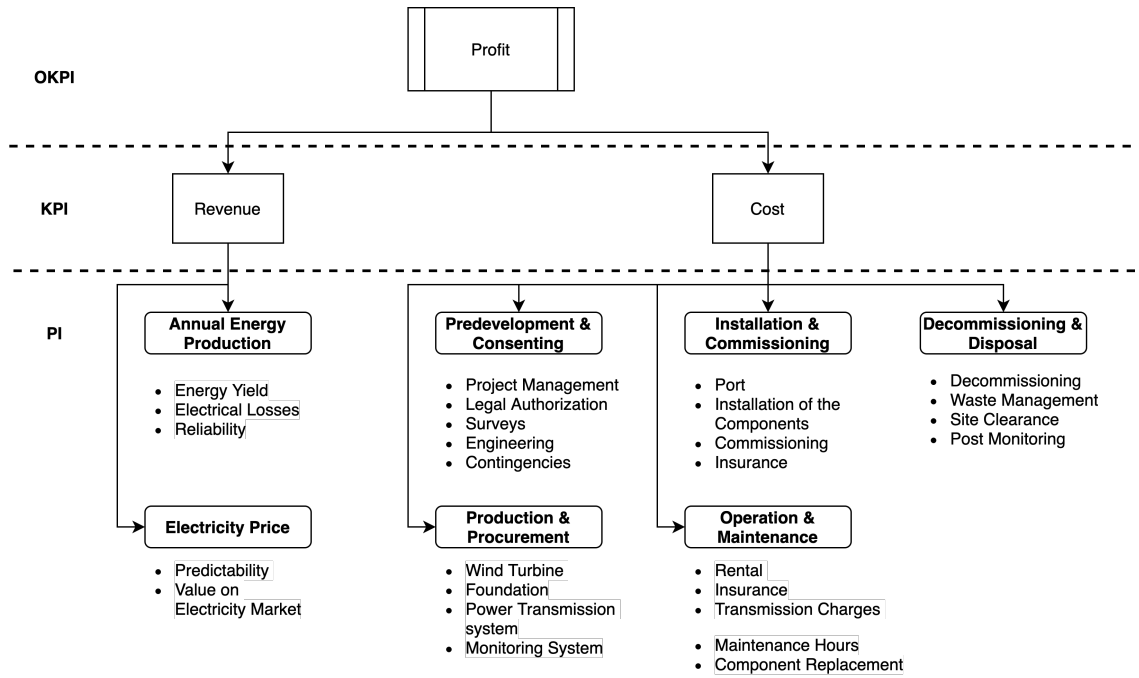 Profit
OKPI
KPI
Revenue
Cost
PI
Annual Energy
Production
• Energy Yield
• Electrical Losses
• Reliability
Electricity Price
• Predictability
• Value on
Electricity Market
Predevelopment &
Consenting
• Project Management
• Legal Authorization
• Surveys
• Engineering
• Contingencies
Production &
Procurement
• Wind Turbine
• Foundation
• Power Transmission
system
• Monitoring System
Installation &
Commissioning
• Port
• Installation of the
Components
• Commissioning
• Insurance
Operation &
Maintenance
• Rental
• Insurance
• Transmission Charges
• Maintenance Hours
• Component Replacement
Decommissioning &
Disposal
• Decommissioning
• Waste Management
• Site Clearance
• Post Monitoring